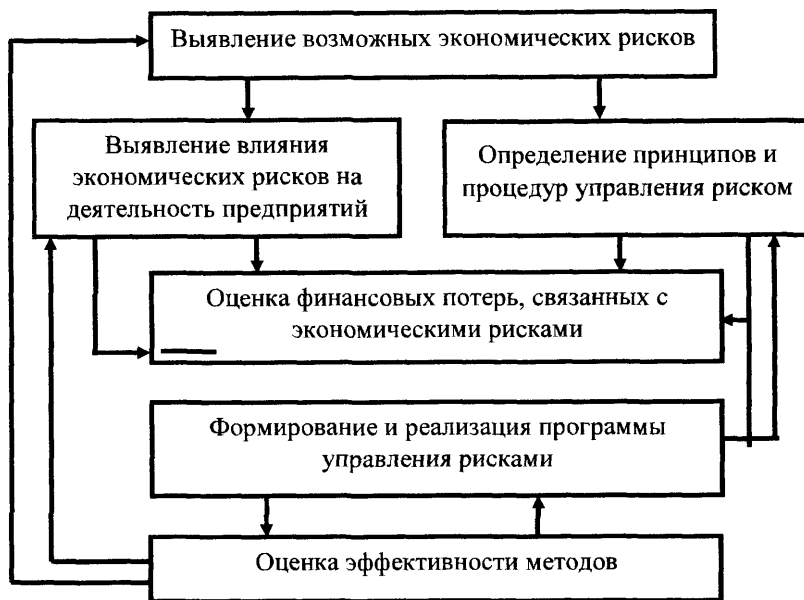 Выявление возможных экономических рисков
Выявление влияния
экономических рисков на
деятельность предприятий
Определение принципов и
процедур управления риском
Оценка финансовых потерь, связанных с
экономическими рисками
Формирование и реализация программы
управления рисками
Оценка эффективности методов